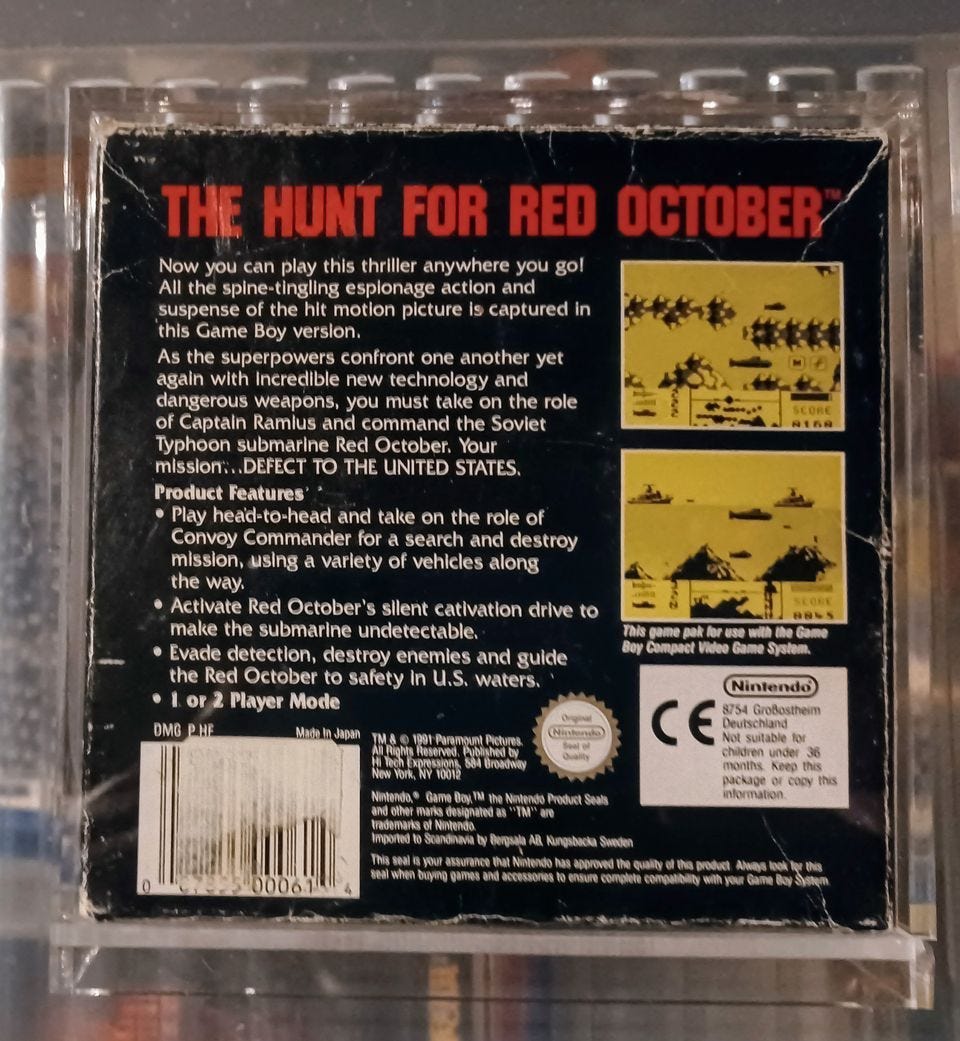 THE HUNT FOR RED OCTOBER™
Now you can play this thriller anywhere you go!
All the spine-tingling espionage action and
suspense of the hit motion picture is captured in
this Game Boy version.
As the superpowers confront one another yet
again with incredible new technology and
dangerous weapons, you must take on the role
of Captain Ramius and command the Soviet
Typhoon submarine Red October. Your
mission...DEFECT TO THE UNITED STATES.
Product Features
• Play head-to-head and take on the role of
Convoy Commander for a search and destroy
mission, using a variety of vehicles along
the way.
• Activate Red October's silent cativation drive to
make the submarine undetectable.
• Evade detection, destroy enemies and guide
the Red October to safety in U.S. waters.
• 1 or 2 Player Mode
SCORE
0160
SCORE
0045
This game pak for use with the Game
Boy Compact Video Game System.
CE
Nintendo
8754 Großostheim
Deutschland
Not suitable for
children under 36
months. Keep this
package or copy this
information.
Original
Nintendo
Seal of
Quality
DMG P HF
Made in Japan
0 00061 4
TM & © 1991 Paramount Pictures.
All Rights Reserved. Published by
Hi Tech Expressions, 584 Broadway
New York, NY 10012
Nintendo,® Game Boy,™ the Nintendo Product Seals
and other marks designated as "TM" are
trademarks of Nintendo.
Imported to Scandinavia by Bergsala AB, Kungsbacka Sweden
This seal is your assurance that Nintendo has approved the quality of this product. Always look for this
seal when buying games and accessories to ensure complete compatibility with your Game Boy System.